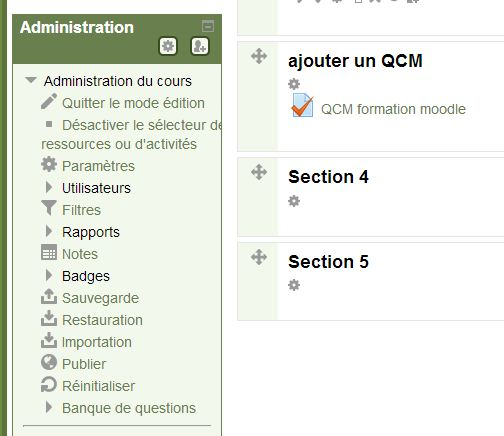 Administration
Administration du cours
Quitter le mode édition
Désactiver le sélecteur de
ressources ou d'activités
Paramètres
Utilisateurs
Filtres
Rapports
Notes
Badges
Sauvegarde
Restauration
Importation
Publier
Réinitialiser
Banque de questions
ajouter un QCM
QCM formation moodle
Section 4
Section 5